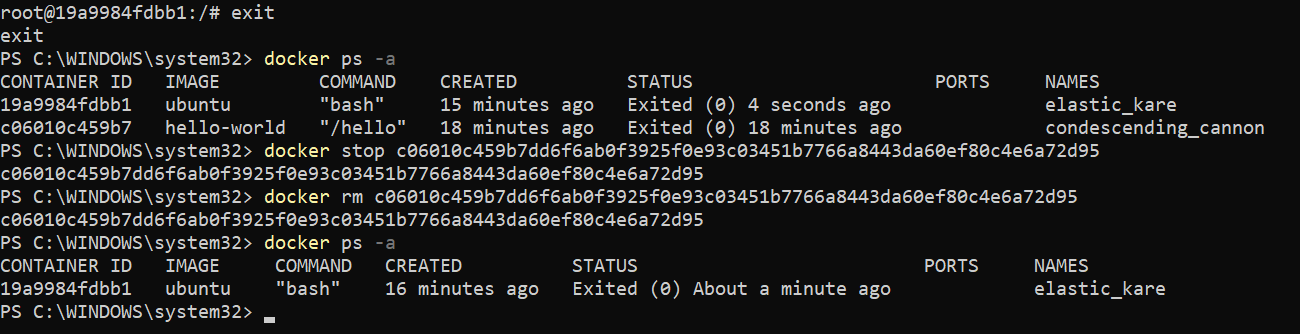 root@19a9984fdbb1:/# exit
exit
PS C:\WINDOWS\system32> docker ps -a
CONTAINER ID   IMAGE         COMMAND    CREATED          STATUS                      PORTS     NAMES
19a9984fdbb1   ubuntu        "bash"     15 minutes ago   Exited (0) 4 seconds ago              elastic_kare
c06010c459b7   hello-world   "/hello"   18 minutes ago   Exited (0) 18 minutes ago             condescending_cannon
PS C:\WINDOWS\system32> docker stop c06010c459b7dd6f6ab0f3925f0e93c03451b7766a8443da60ef80c4e6a72d95
c06010c459b7dd6f6ab0f3925f0e93c03451b7766a8443da60ef80c4e6a72d95
PS C:\WINDOWS\system32> docker rm c06010c459b7dd6f6ab0f3925f0e93c03451b7766a8443da60ef80c4e6a72d95
c06010c459b7dd6f6ab0f3925f0e93c03451b7766a8443da60ef80c4e6a72d95
PS C:\WINDOWS\system32> docker ps -a
CONTAINER ID   IMAGE     COMMAND   CREATED          STATUS                          PORTS     NAMES
19a9984fdbb1   ubuntu    "bash"    16 minutes ago   Exited (0) About a minute ago             elastic_kare
PS C:\WINDOWS\system32>